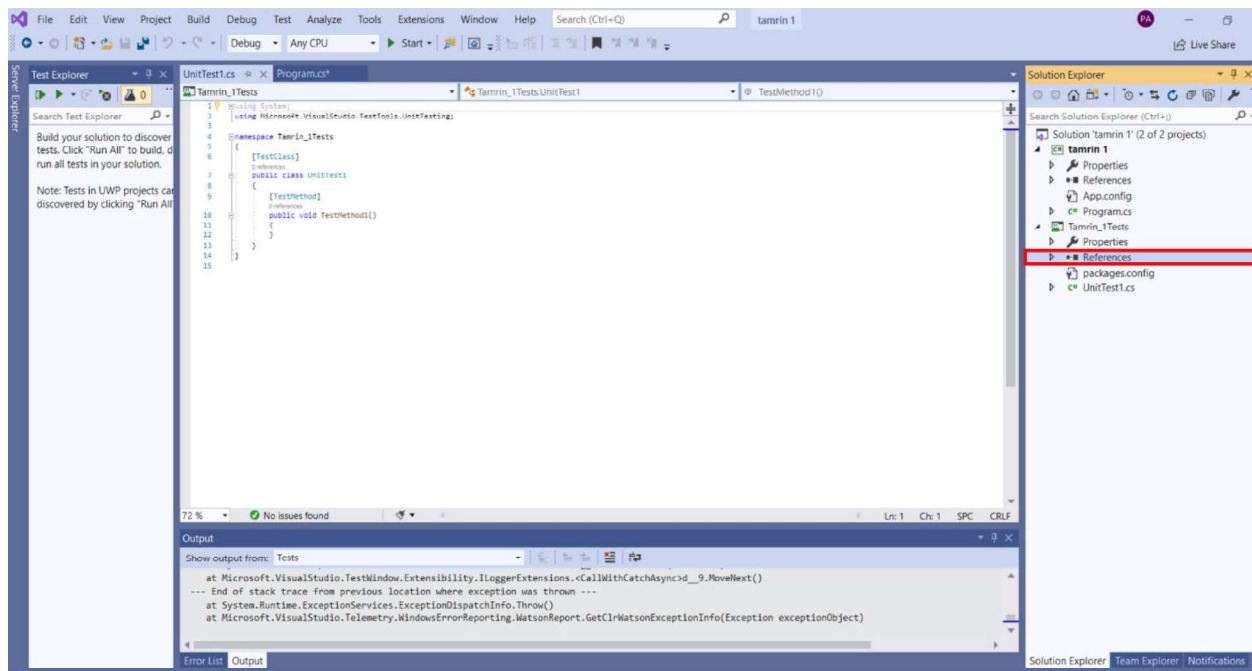 File Edit View Project Build Debug Test Analyze Tools Extensions Window Help Search (Ctrl+Q) tamrin 1 PA
Debug Any CPU Start Live Share
Server Explorer
Test Explorer
0
Search Test Explorer
Build your solution to discover
tests. Click "Run All" to build, d
run all tests in your solution.
Note: Tests in UWP projects can
discovered by clicking "Run All
UnitTest1.cs Program.cs*
Tamrin_1Tests Tamrin_1Tests.UnitTest1 TestMethod1()
1 using System;
2 using Microsoft.VisualStudio.TestTools.UnitTesting;
3
4 namespace Tamrin_1Tests
5 {
6 [TestClass]
0 references
7 public class UnitTest1
8 {
9 [TestMethod]
0 references
10 public void TestMethod1()
11 {
12 }
13 }
14 }
15
72 % No issues found Ln: 1 Ch: 1 SPC CRLF
Output
Show output from: Tests
at Microsoft.VisualStudio.TestWindow.Extensibility.ILoggerExtensions.<CallWithCatchAsync>d__9.MoveNext()
--- End of stack trace from previous location where exception was thrown ---
at System.Runtime.ExceptionServices.ExceptionDispatchInfo.Throw()
at Microsoft.VisualStudio.Telemetry.WindowsErrorReporting.WatsonReport.GetClrWatsonExceptionInfo(Exception exceptionObject)
Error List Output
Solution Explorer
Search Solution Explorer (Ctrl+;)
Solution 'tamrin 1' (2 of 2 projects)
C# tamrin 1
Properties
References
App.config
C# Program.cs
Tamrin_1Tests
Properties
References
packages.config
C# UnitTest1.cs
Solution Explorer Team Explorer Notifications